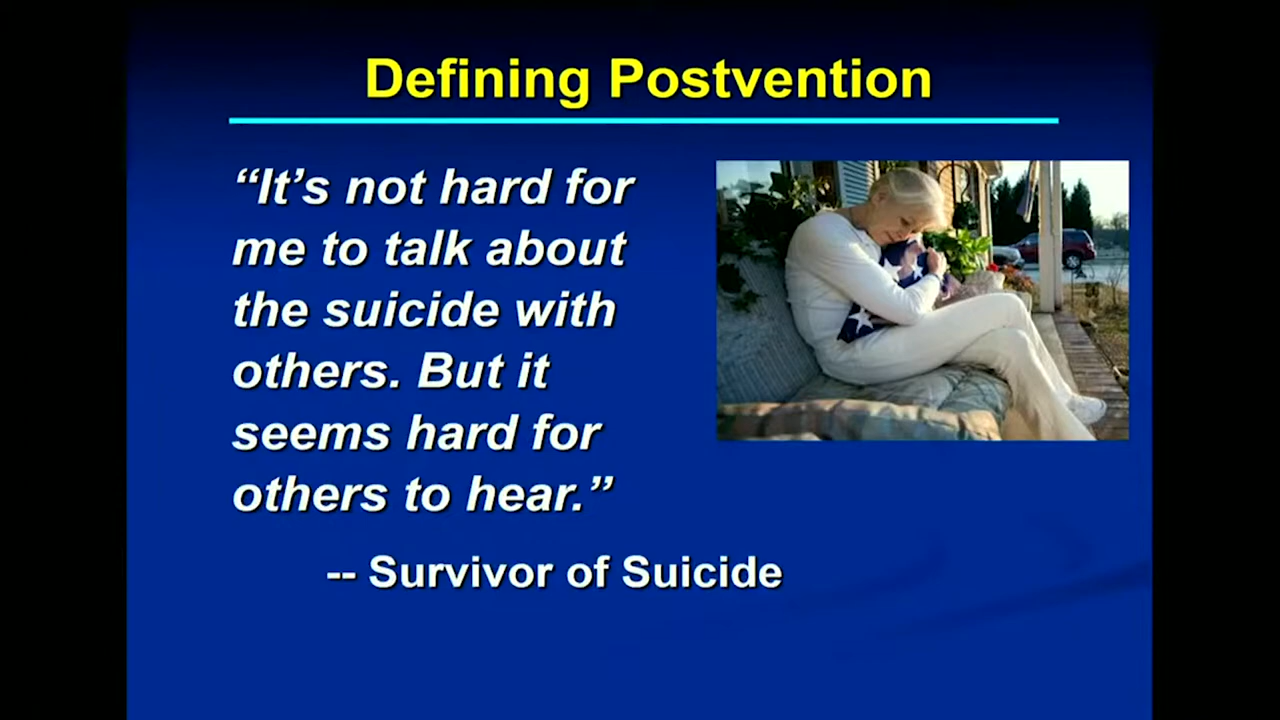 Defining Postvention
“It’s not hard for
me to talk about
the suicide with
others. But it
seems hard for
others to hear.”
-- Survivor of Suicide